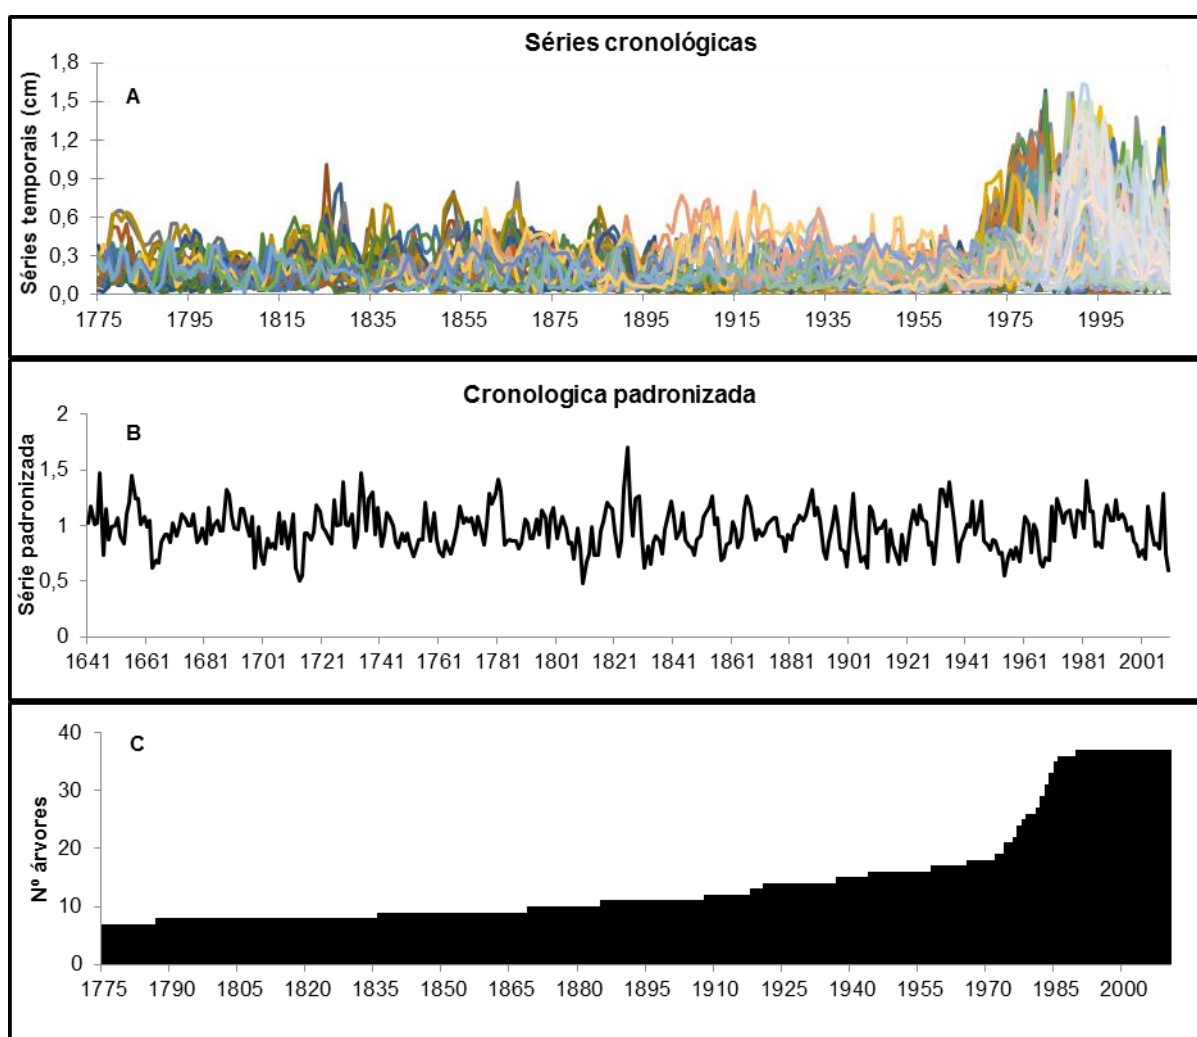 Séries cronológicas
A
Séries temporais (cm)
1,8
1,5
1,2
0,9
0,6
0,3
0,0
1775 1795 1815 1835 1855 1875 1895 1915 1935 1955 1975 1995
Cronologica padronizada
B
Série padronizada
2
1,5
1
0,5
0
1641 1661 1681 1701 1721 1741 1761 1781 1801 1821 1841 1861 1881 1901 1921 1941 1961 1981 2001
C
Nº árvores
40
30
20
10
0
1775 1790 1805 1820 1835 1850 1865 1880 1895 1910 1925 1940 1955 1970 1985 2000